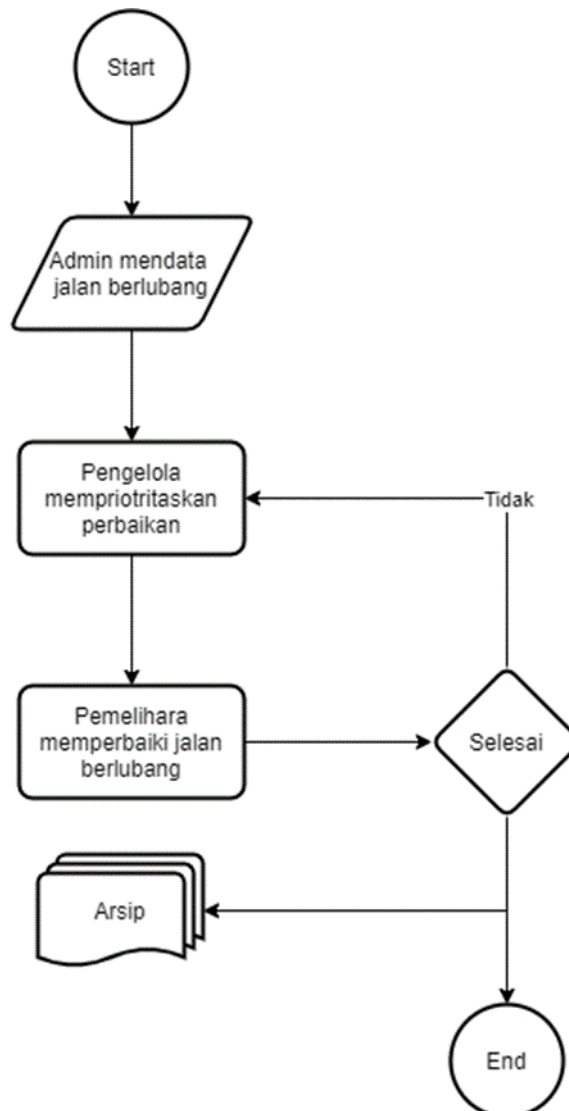 Start
Admin mendata
jalan berlubang
Pengelola
mempriotritaskan
perbaikan
Tidak
Pemelihara
memperbaiki jalan
berlubang
Selesai
Arsip
End